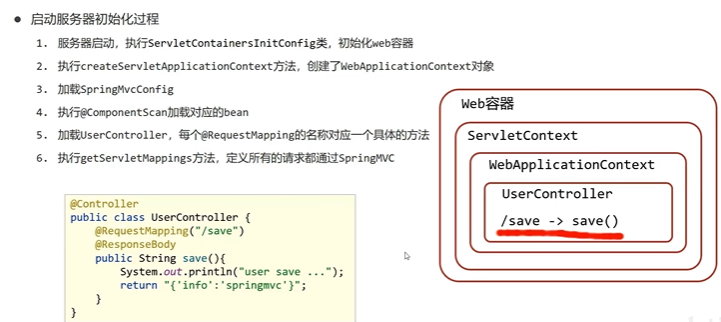 ● 启动服务器初始化过程
1. 服务器启动，执行ServletContainersInitConfig类，初始化web容器
2. 执行createServletApplicationContext方法，创建了WebApplicationContext对象
3. 加载SpringMvcConfig
4. 执行@ComponentScan加载对应的bean
5. 加载UserController，每个@RequestMapping的名称对应一个具体的方法
6. 执行getServletMappings方法，定义所有的请求都通过SpringMVC
@Controller
public class UserController {
    @RequestMapping("/save")
    @ResponseBody
    public String save(){
        System.out.println("user save ...");
        return "{'info':'springmvc'}";
    }
}
Web容器
ServletContext
WebApplicationContext
UserController
/save -> save()